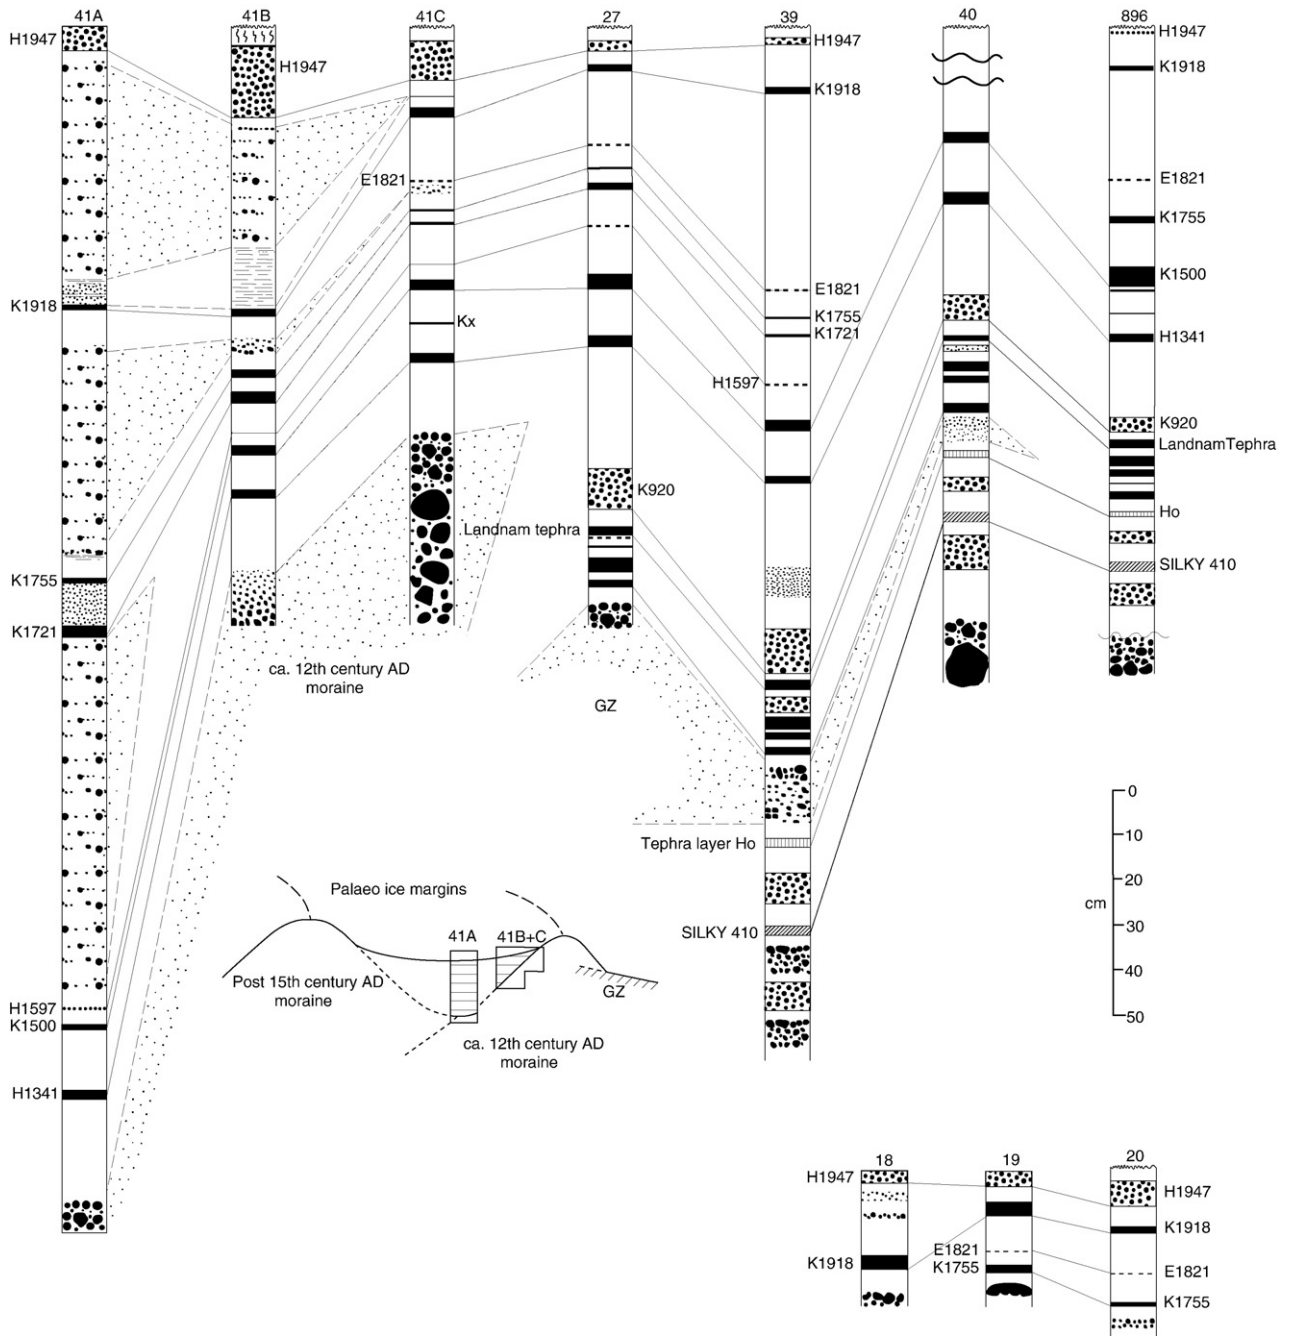 41A
41B
41C
27
39
40
896
H1947
H1947
H1947
H1947
K1918
K1918
E1821
E1821
K1755
K1500
E1821
K1918
K1755
K1721
Kx
H1341
H1597
K920
LandnamTephra
K920
Ho
Landnam tephra
SILKY 410
K1755
K1721
ca. 12th century AD
moraine
GZ
0
10
Tephra layer Ho
20
cm
Palaeo ice margins
30
SILKY 410
41A
41B+C
40
Post 15th century AD
moraine
GZ
50
H1597
K1500
ca. 12th century AD
moraine
H1341
18
19
20
H1947
H1947
K1918
E1821
K1918
K1755
E1821
K1755